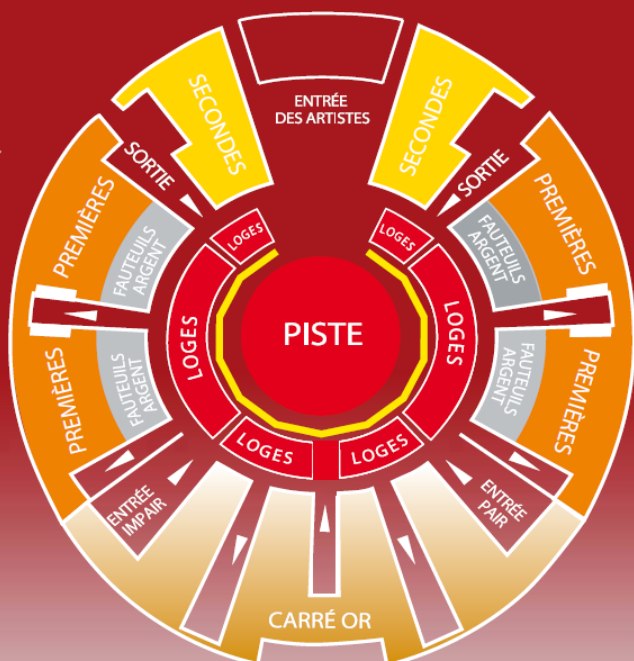 ENTRÉE
DES ARTISTES
SECONDES
SECONDES
SORTIE
SORTIE
PREMIÈRES
FAUTEUILS
ARGENT
LOGES
LOGES
FAUTEUILS
ARGENT
PREMIÈRES
LOGES
PISTE
LOGES
PREMIÈRES
FAUTEUILS
ARGENT
FAUTEUILS
ARGENT
PREMIÈRES
LOGES
LOGES
ENTRÉE
IMPAIR
ENTRÉE
PAIR
CARRÉ OR